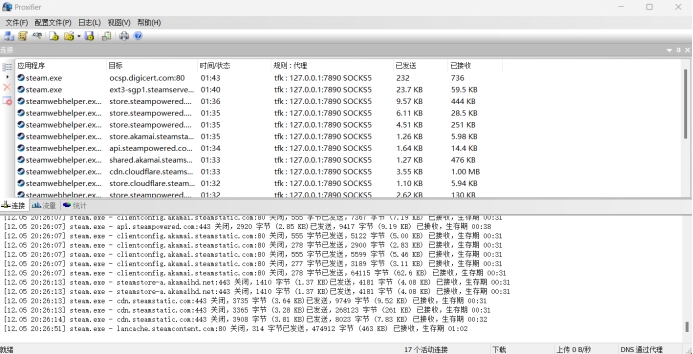 Proxifier
文件(F) 配置文件(P) 日志(L) 视图(V) 帮助(H)
连接
应用程序 目标 时间/状态 规则 : 代理 已发送 已接收
steam.exe ocsp.digicert.com:80 01:43 tfk : 127.0.0.1:7890 SOCKS5 232 736
steam.exe ext3-sgp1.steamserve... 01:40 tfk : 127.0.0.1:7890 SOCKS5 23.7 KB 59.5 KB
steamwebhelper.ex... store.steampowered.... 01:36 tfk : 127.0.0.1:7890 SOCKS5 9.57 KB 444 KB
steamwebhelper.ex... store.steampowered.... 01:35 tfk : 127.0.0.1:7890 SOCKS5 6.11 KB 28.5 KB
steamwebhelper.ex... store.steampowered.... 01:35 tfk : 127.0.0.1:7890 SOCKS5 4.51 KB 251 KB
steamwebhelper.ex... store.akamai.steamsta... 01:35 tfk : 127.0.0.1:7890 SOCKS5 1.26 KB 5.98 KB
steamwebhelper.ex... api.steampowered.co... 01:34 tfk : 127.0.0.1:7890 SOCKS5 1.64 KB 14.4 KB
steamwebhelper.ex... shared.akamai.steams... 01:33 tfk : 127.0.0.1:7890 SOCKS5 1.27 KB 476 KB
steamwebhelper.ex... cdn.cloudflare.steams... 01:33 tfk : 127.0.0.1:7890 SOCKS5 3.55 KB 1.00 MB
steamwebhelper.ex... store.cloudflare.steam... 01:32 tfk : 127.0.0.1:7890 SOCKS5 1.10 KB 5.94 KB
steamwebhelper.ex... store.steampowered.... 01:32 tfk : 127.0.0.1:7890 SOCKS5 2.62 KB 130 KB
连接 流量 统计
[12.05 20:26:07] steam.exe - clientconfig.akamai.steamstatic.com:80 关闭, 555 字节已发送, 7367 字节 (7.19 KB) 已接收, 生存期 00:31
[12.05 20:26:07] steam.exe - api.steampowered.com:443 关闭, 2920 字节 (2.85 KB)已发送, 9417 字节 (9.19 KB) 已接收, 生存期 00:38
[12.05 20:26:07] steam.exe - clientconfig.akamai.steamstatic.com:80 关闭, 555 字节已发送, 5122 字节 (5.00 KB) 已接收, 生存期 00:31
[12.05 20:26:07] steam.exe - clientconfig.akamai.steamstatic.com:80 关闭, 278 字节已发送, 2900 字节 (2.83 KB) 已接收, 生存期 00:31
[12.05 20:26:07] steam.exe - clientconfig.akamai.steamstatic.com:80 关闭, 555 字节已发送, 5599 字节 (5.46 KB) 已接收, 生存期 00:31
[12.05 20:26:07] steam.exe - clientconfig.akamai.steamstatic.com:80 关闭, 277 字节已发送, 3189 字节 (3.11 KB) 已接收, 生存期 00:31
[12.05 20:26:07] steam.exe - clientconfig.akamai.steamstatic.com:80 关闭, 278 字节已发送, 64115 字节 (62.6 KB) 已接收, 生存期 00:31
[12.05 20:26:13] steam.exe - steamstore-a.akamaihd.net:443 关闭, 1410 字节 (1.37 KB)已发送, 4181 字节 (4.08 KB) 已接收, 生存期 00:31
[12.05 20:26:13] steam.exe - steamstore-a.akamaihd.net:443 关闭, 1410 字节 (1.37 KB)已发送, 4181 字节 (4.08 KB) 已接收, 生存期 00:31
[12.05 20:26:13] steam.exe - cdn.steamstatic.com:443 关闭, 3735 字节 (3.64 KB)已发送, 9749 字节 (9.52 KB) 已接收, 生存期 00:31
[12.05 20:26:13] steam.exe - cdn.steamstatic.com:443 关闭, 3365 字节 (3.28 KB)已发送, 268123 字节 (261 KB) 已接收, 生存期 00:31
[12.05 20:26:14] steam.exe - cdn.steamstatic.com:443 关闭, 3908 字节 (3.81 KB)已发送, 8023 字节 (7.83 KB) 已接收, 生存期 00:32
[12.05 20:26:51] steam.exe - lancache.steamcontent.com:80 关闭, 314 字节已发送, 474912 字节 (463 KB) 已接收, 生存期 01:02
就绪 17 个活动连接 下载 上传 0 B/秒 DNS 通过代理